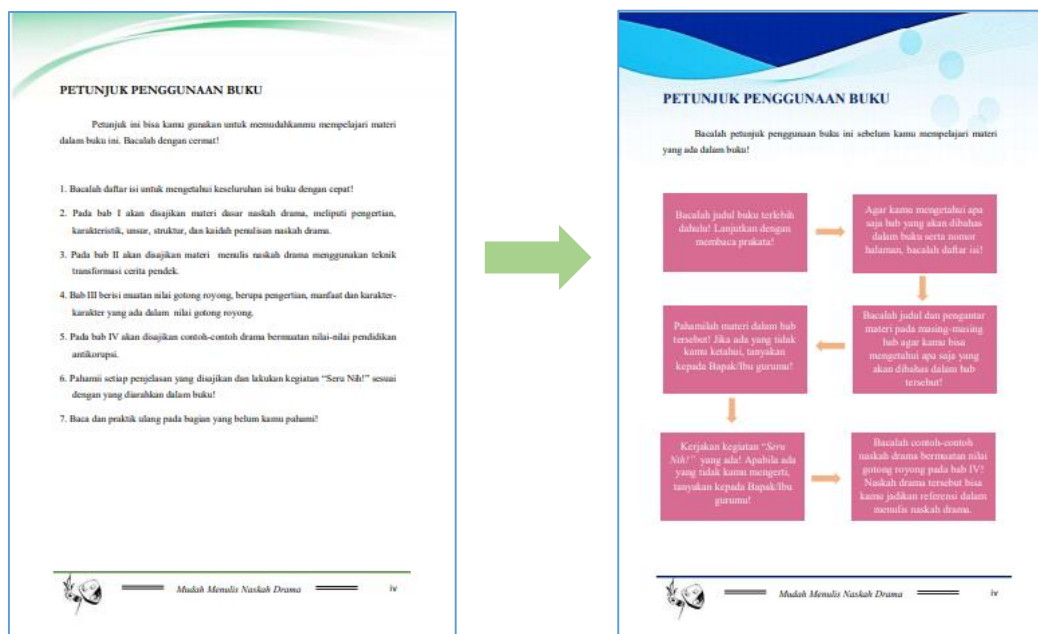 PETUNJUK PENGGUNAAN BUKU
Petunjuk ini bisa kamu gunakan untuk memudahkanmu mempelajari materi
dalam buku ini. Bacalah dengan cermat!
1. Bacalah daftar isi untuk mengetahui keseluruhan isi buku dengan cepat!
2. Pada bab I akan disajikan materi dasar naskah drama, meliputi pengertian,
karakteristik, unsur, struktur, dan kaidah penulisan naskah drama.
3. Pada bab II akan disajikan materi menulis naskah drama menggunakan teknik
transformasi cerita pendek.
4. Bab III berisi muatan nilai gotong royong, berupa pengertian, manfaat dan karakter-
karakter yang ada dalam nilai gotong royong.
5. Pada bab IV akan disajikan contoh-contoh drama bermuatan nilai-nilai pendidikan
antikorupsi.
6. Pahami setiap penjelasan yang disajikan dan lakukan kegiatan “Seru Nih!” sesuai
dengan yang diarahkan dalam buku!
7. Baca dan praktik ulang pada bagian yang belum kamu pahami!
Mudah Menulis Naskah Drama
iv
PETUNJUK PENGGUNAAN BUKU
Bacalah petunjuk penggunaan buku ini sebelum kamu mempelajari materi
yang ada dalam buku!
Bacalah judul buku terlebih
dahulu! Lanjutkan dengan
membaca prakata!
Agar kamu mengetahui apa
saja bab yang akan dibahas
dalam buku serta nomor
halaman, bacalah daftar isi!
Bacalah judul dan pengantar
materi pada masing-masing
bab agar kamu bisa
mengetahui apa saja yang
akan dibahas dalam bab
tersebut!
Pahamilah materi dalam bab
tersebut! Jika ada yang tidak
kamu ketahui, tanyakan
kepada Bapak/Ibu gurumu!
Kerjakan kegiatan “Seru
Nih!” yang ada! Apabila ada
yang tidak kamu mengerti,
tanyakan kepada Bapak/Ibu
gurumu!
Bacalah contoh-contoh
naskah drama bermuatan nilai
gotong royong pada bab IV!
Naskah drama tersebut bisa
kamu jadikan referensi dalam
menulis naskah drama.
Mudah Menulis Naskah Drama
iv